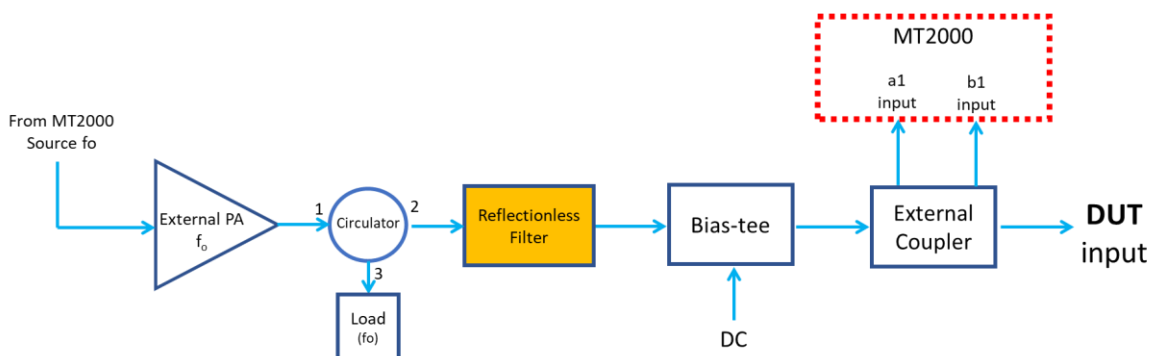 MT2000
a1
input
b1
input
From MT2000
Source fo
External PA
fo
1
Circulator
2
3
Load
(fo)
Reflectionless
Filter
Bias-tee
DC
External
Coupler
DUT
input